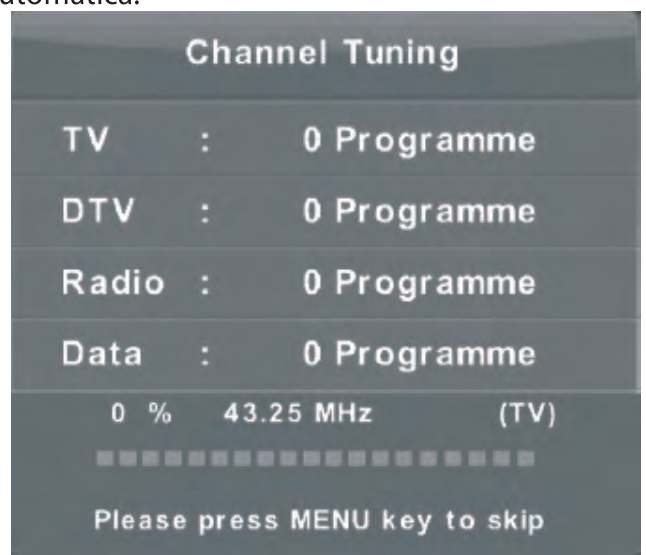 Channel Tuning
TV : 0 Programme
DTV : 0 Programme
Radio : 0 Programme
Data : 0 Programme
0 % 43.25 MHz (TV)
Please press MENU key to skip